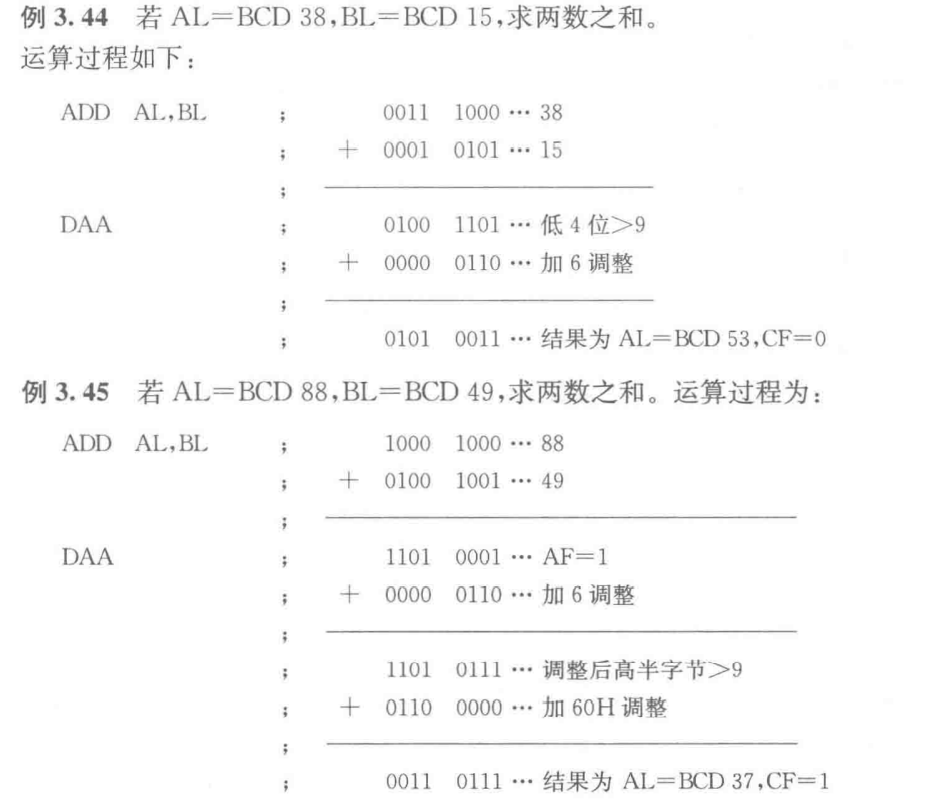 例 3.44 若 AL=BCD 38,BL=BCD 15,求两数之和。
运算过程如下:
ADD AL,BL ; 0011 1000 … 38
; + 0001 0101 … 15
;
DAA ; 0100 1101 … 低 4 位>9
; + 0000 0110 … 加 6 调整
;
; 0101 0011 … 结果为 AL=BCD 53,CF=0
例 3.45 若 AL=BCD 88,BL=BCD 49,求两数之和。运算过程为:
ADD AL,BL ; 1000 1000 … 88
; + 0100 1001 … 49
;
DAA ; 1101 0001 … AF=1
; + 0000 0110 … 加 6 调整
;
; 1101 0111 … 调整后高半字节>9
; + 0110 0000 … 加 60H 调整
;
; 0011 0111 … 结果为 AL=BCD 37,CF=1